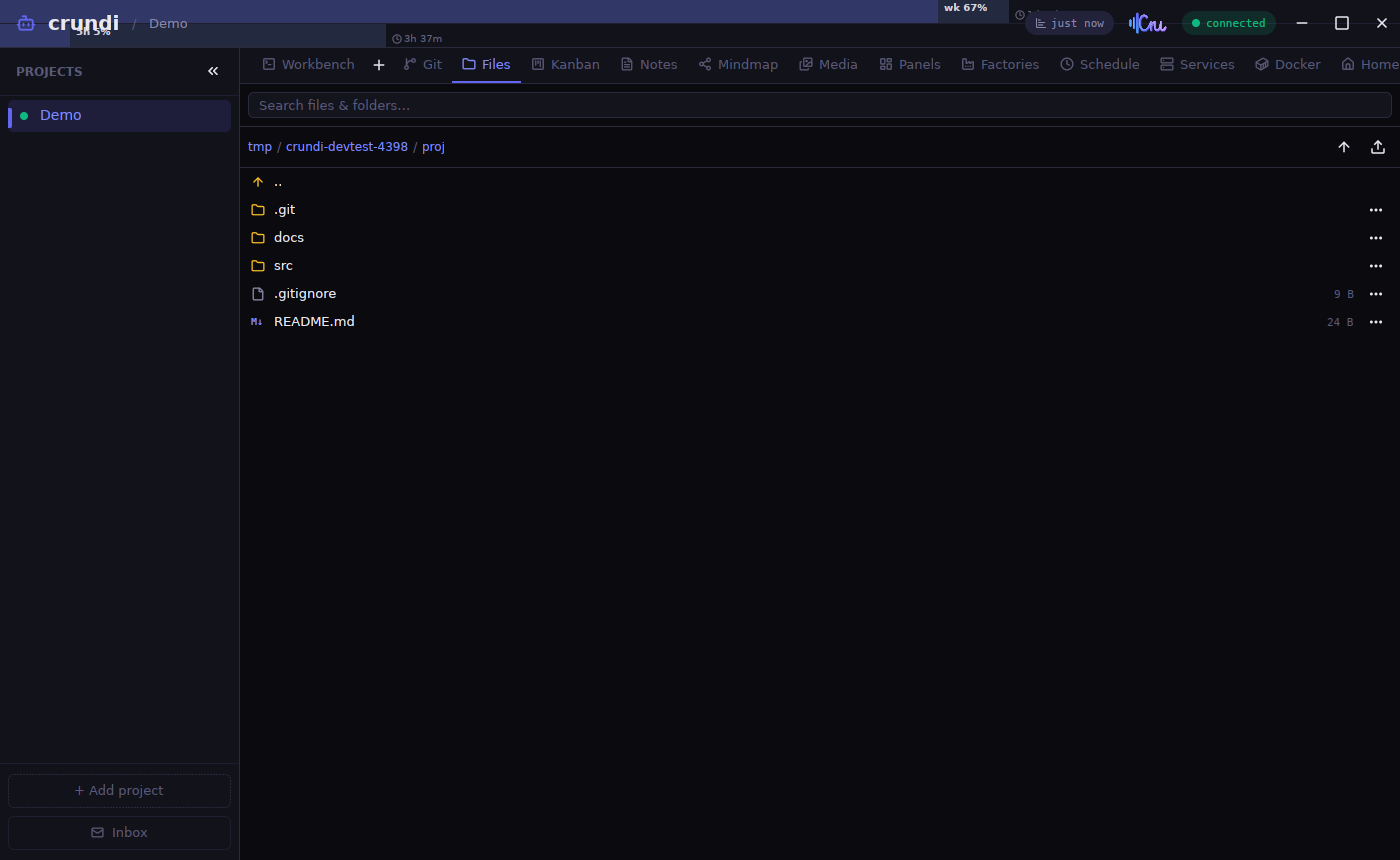 wk 67%
crundi / Demo
5h 5%
3h 37m
just now
connected
PROJECTS
Demo
+ Add project
Inbox
Workbench + Git Files Kanban Notes Mindmap Media Panels Factories Schedule Services Docker Home
Search files & folders...
tmp / crundi-devtest-4398 / proj
..
.git
docs
src
.gitignore 9 B
M↓ README.md 24 B